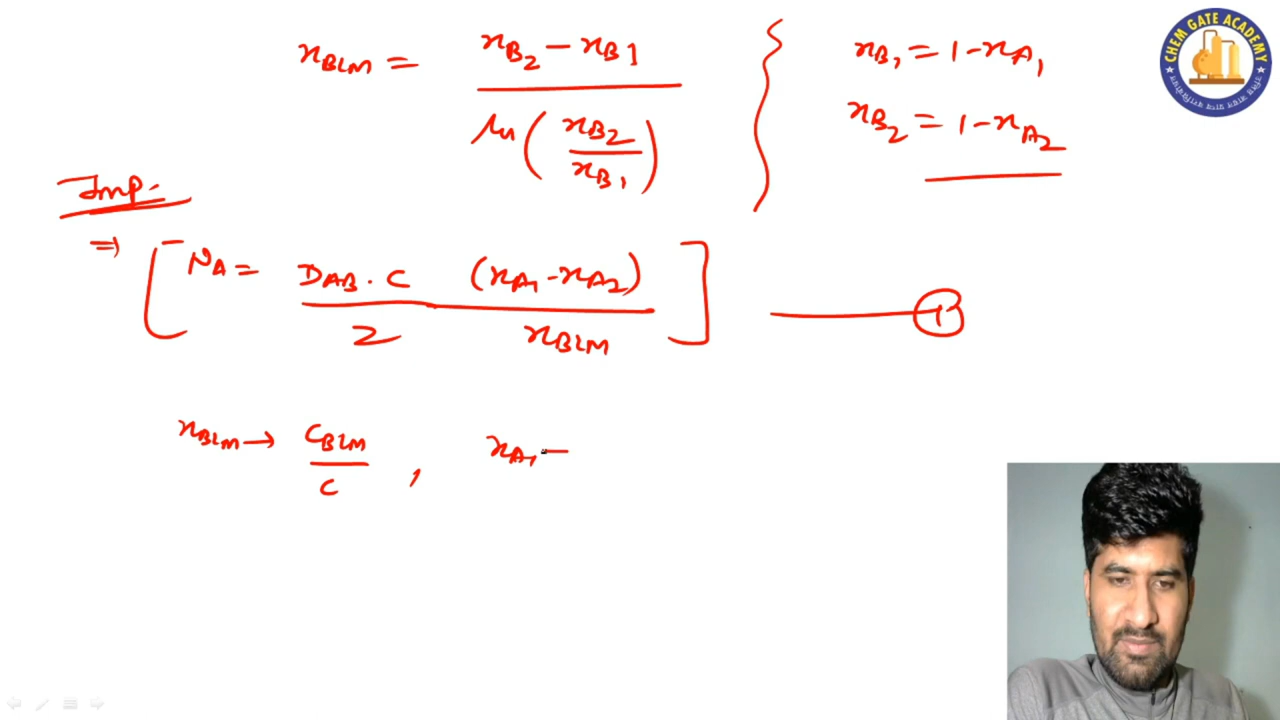 x_BLM = (x_B2 − x_B1) / ln(x_B2 / x_B1)
x_B1 = 1 − x_A1
x_B2 = 1 − x_A2
Imp.
⇒ [N_A = (D_AB · C / Z) (x_A1 − x_A2) / x_BLM] —— B
x_BLM → C_BLM / C , x_A1 −
CHEM GATE ACADEMY